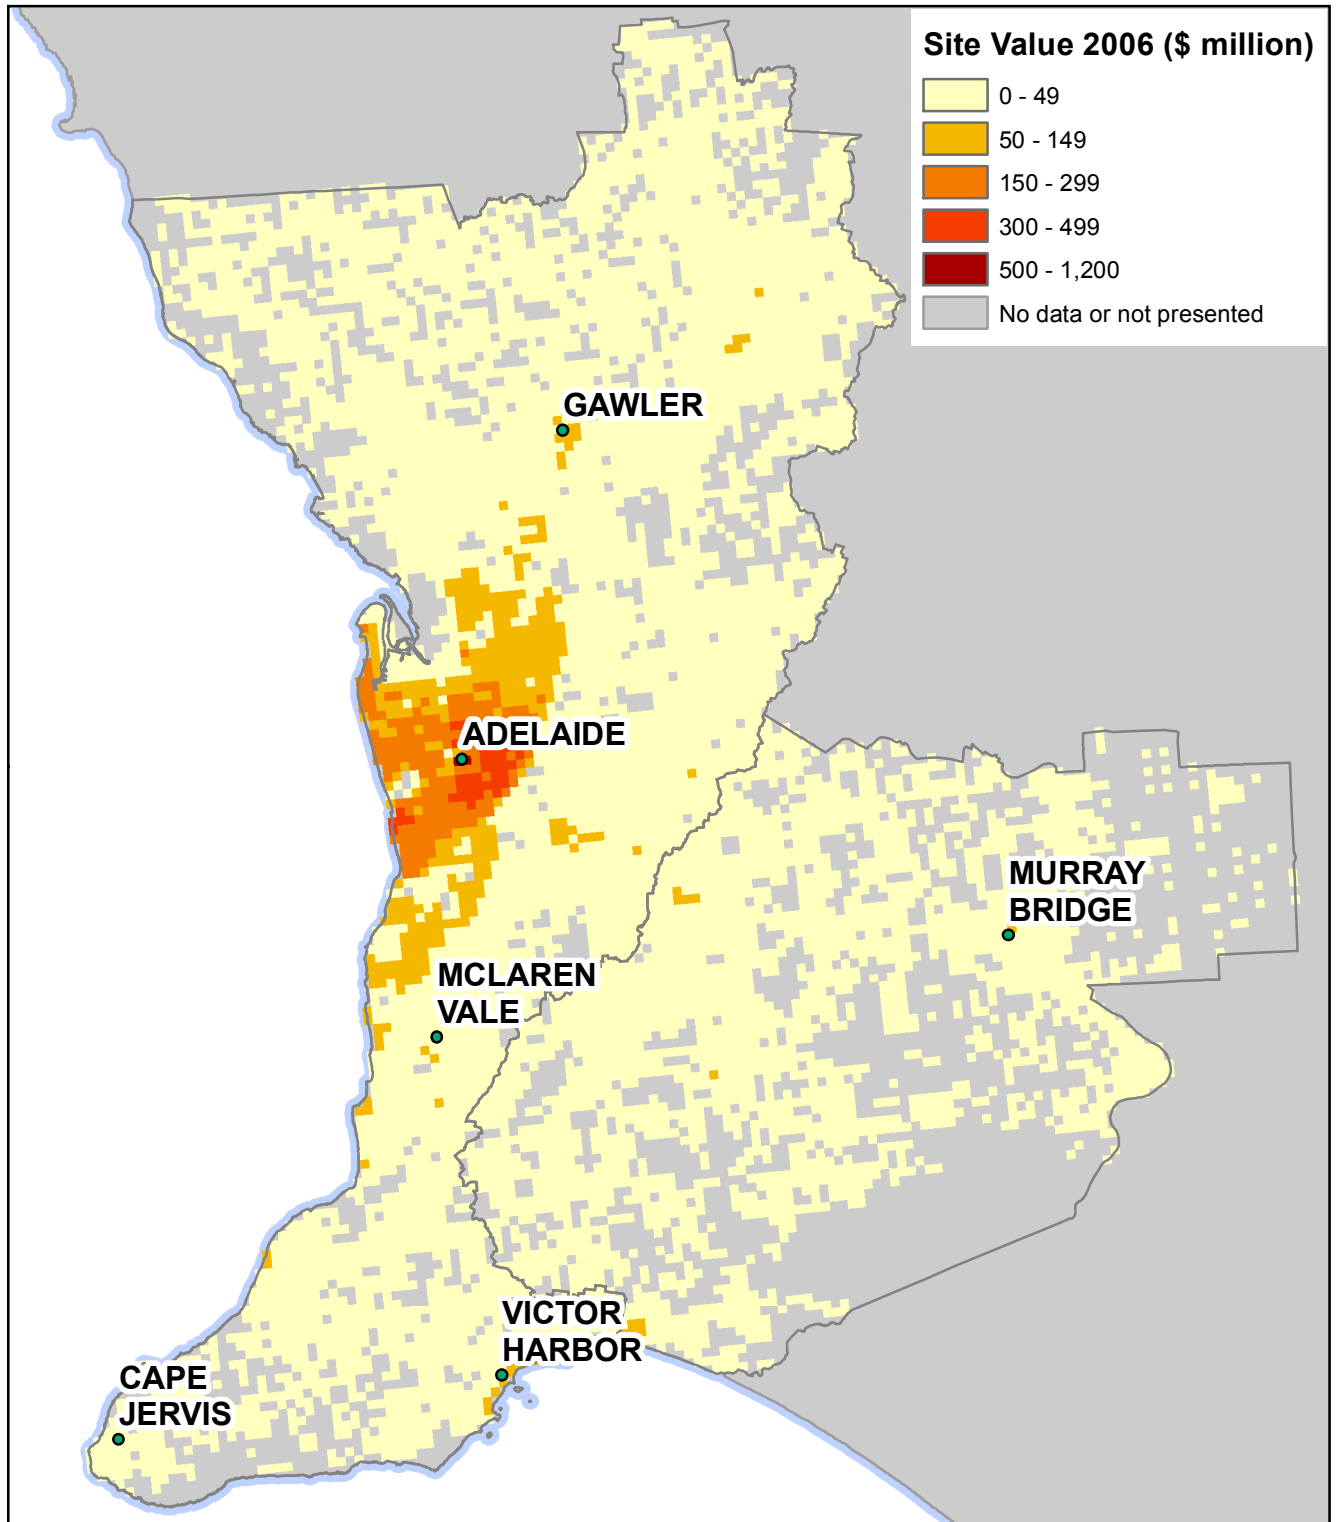 Site Value 2006 ($ million)
0 - 49
50 - 149
150 - 299
300 - 499
500 - 1,200
No data or not presented
GAWLER
ADELAIDE
MURRAY
BRIDGE
MCLAREN
VALE
VICTOR
HARBOR
CAPE
JERVIS